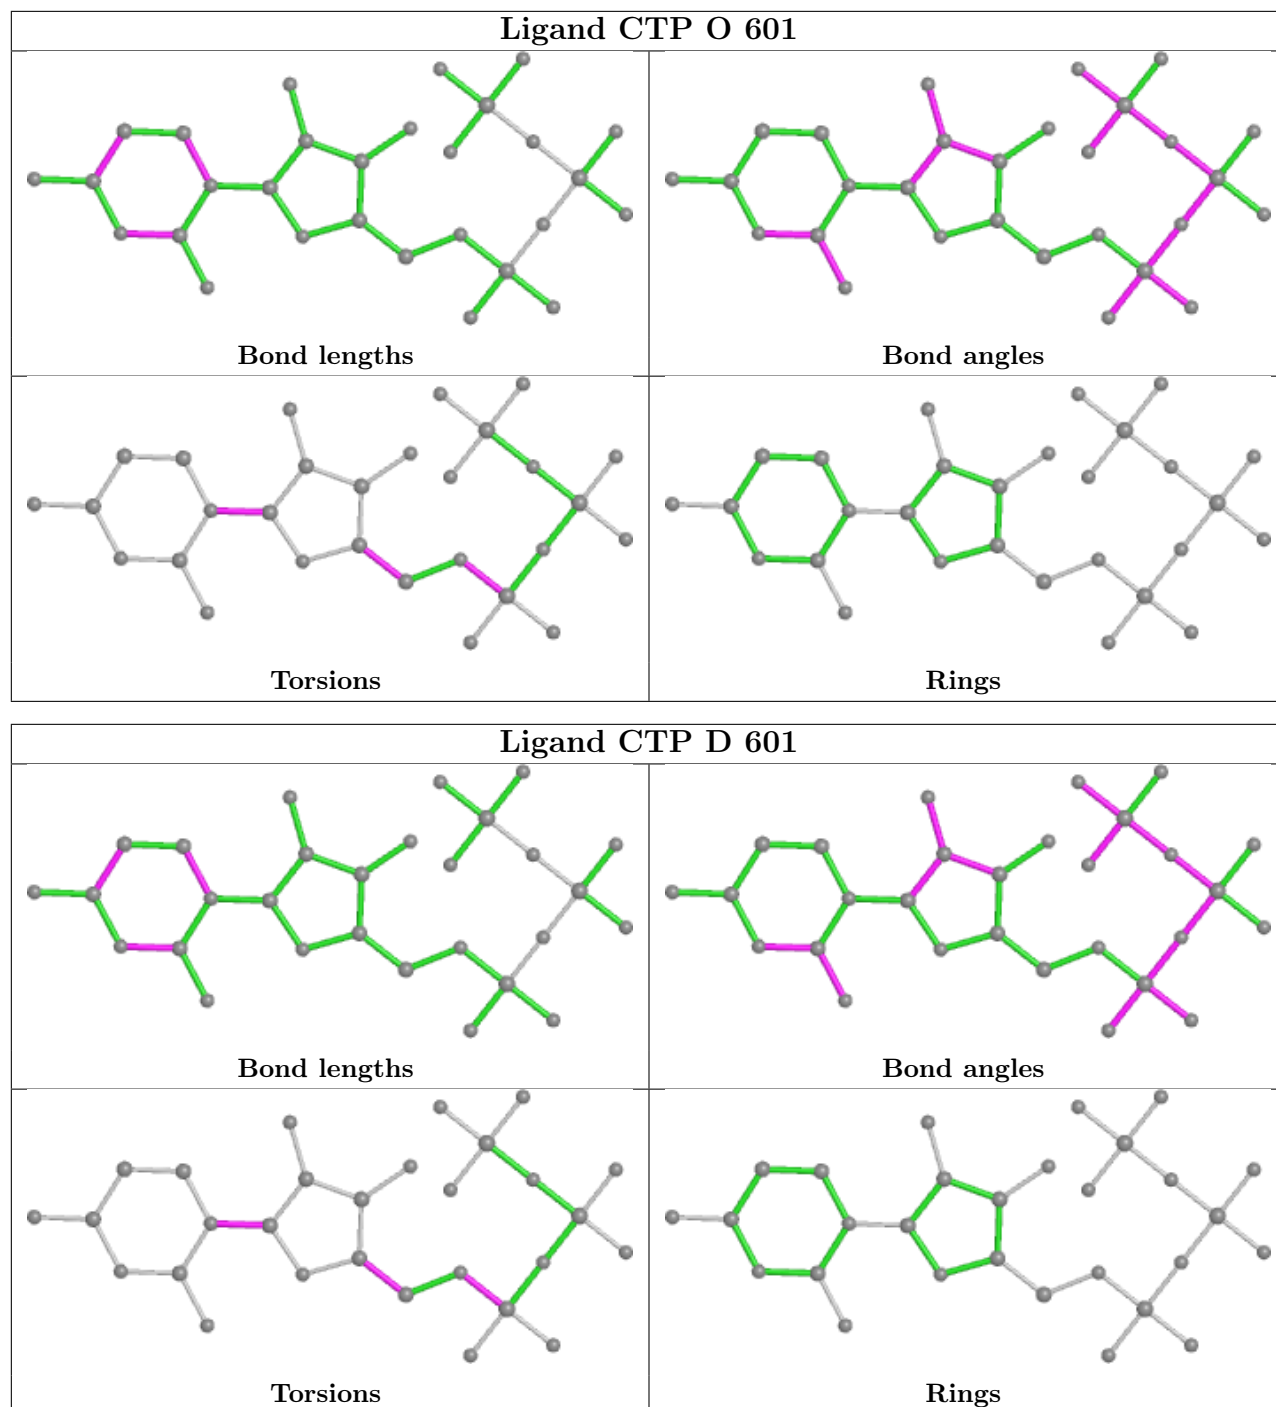 Ligand CTP O 601
Bond lengths
Bond angles
Torsions
Rings
Ligand CTP D 601
Bond lengths
Bond angles
Torsions
Rings